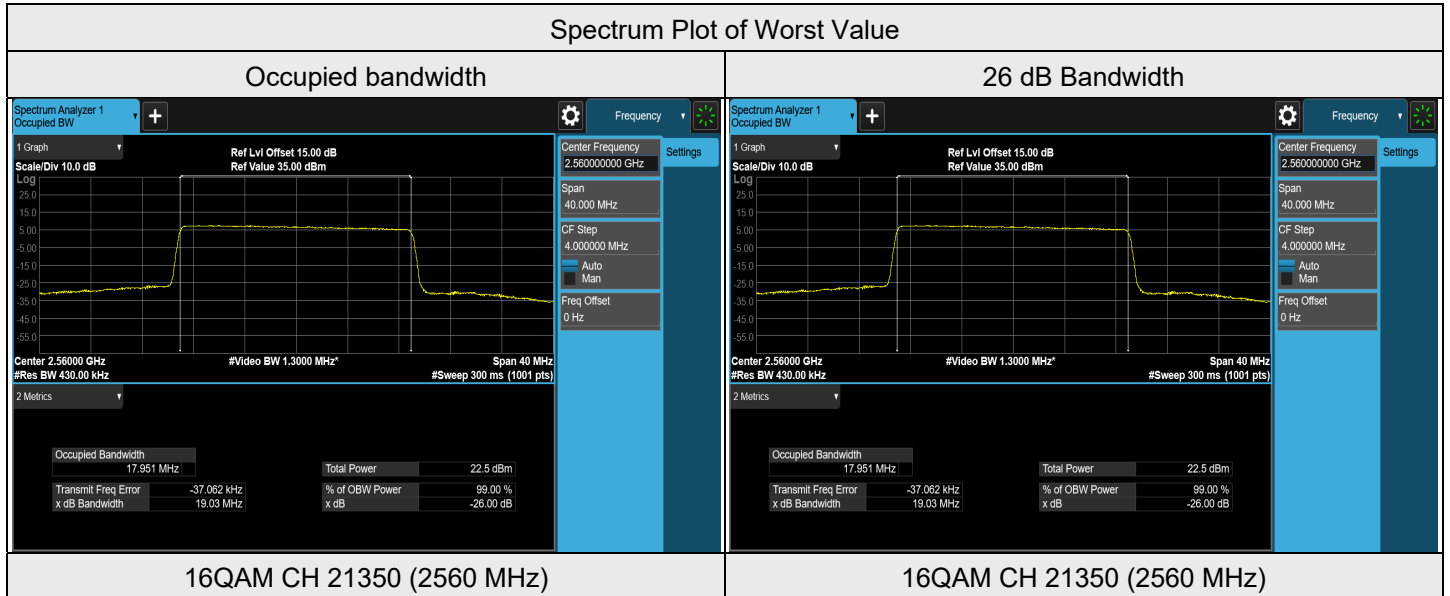 Spectrum Plot of Worst Value
Occupied bandwidth
26 dB Bandwidth
Spectrum Analyzer 1
Occupied BW
+
Frequency
1 Graph
Scale/Div 10.0 dB
Ref Lvl Offset 15.00 dB
Ref Value 35.00 dBm
Log
25.0
15.0
5.00
-5.00
-15.0
-25.0
-35.0
-45.0
-55.0
Center 2.56000 GHz
#Res BW 430.00 kHz
#Video BW 1.3000 MHz*
Span 40 MHz
#Sweep 300 ms (1001 pts)
Center Frequency
2.560000000 GHz
Settings
Span
40.000 MHz
CF Step
4.000000 MHz
Auto
Man
Freq Offset
0 Hz
2 Metrics
Occupied Bandwidth
17.951 MHz
Total Power 22.5 dBm
Transmit Freq Error -37.062 kHz
% of OBW Power 99.00 %
x dB Bandwidth 19.03 MHz
x dB -26.00 dB
Spectrum Analyzer 1
Occupied BW
+
Frequency
1 Graph
Scale/Div 10.0 dB
Ref Lvl Offset 15.00 dB
Ref Value 35.00 dBm
Log
25.0
15.0
5.00
-5.00
-15.0
-25.0
-35.0
-45.0
-55.0
Center 2.56000 GHz
#Res BW 430.00 kHz
#Video BW 1.3000 MHz*
Span 40 MHz
#Sweep 300 ms (1001 pts)
Center Frequency
2.560000000 GHz
Settings
Span
40.000 MHz
CF Step
4.000000 MHz
Auto
Man
Freq Offset
0 Hz
2 Metrics
Occupied Bandwidth
17.951 MHz
Total Power 22.5 dBm
Transmit Freq Error -37.062 kHz
% of OBW Power 99.00 %
x dB Bandwidth 19.03 MHz
x dB -26.00 dB
16QAM CH 21350 (2560 MHz)
16QAM CH 21350 (2560 MHz)